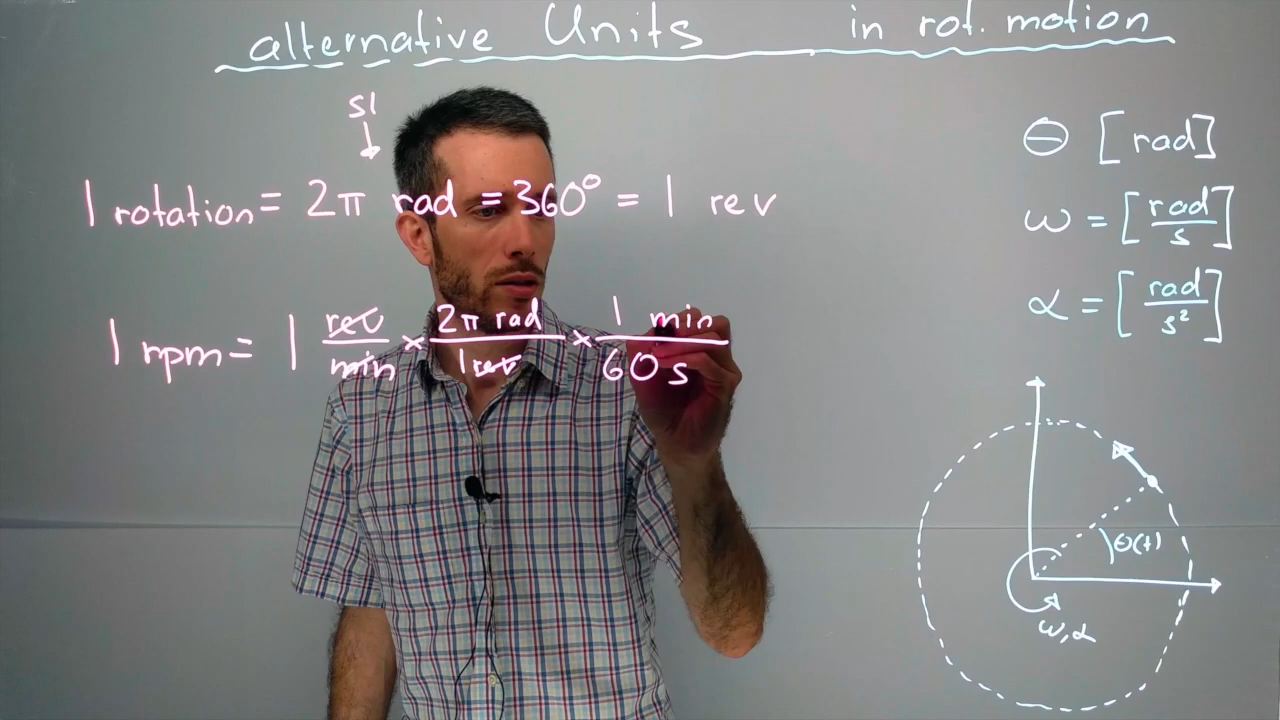 alternative Units in rot. motion
SI
1 rotation = 2π rad = 360° = 1 rev
1 rpm = 1 rev/min × 2π rad/1 rev × 1 min/60 s
Θ [rad]
ω = [rad/s]
α = [rad/s²]
θ(t)
ω, α